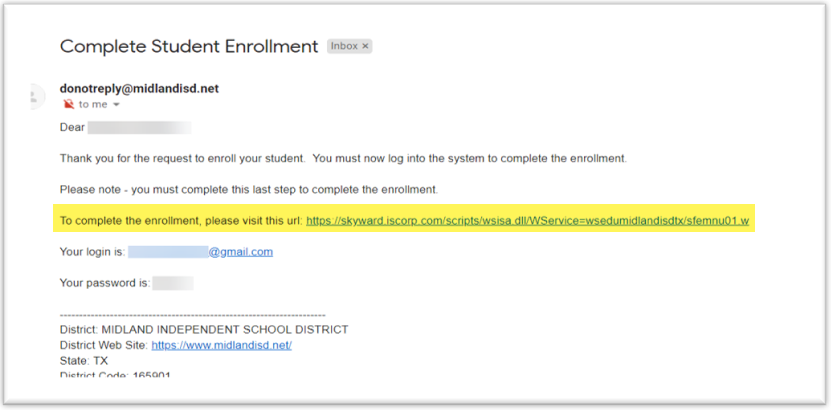 Complete Student Enrollment Inbox ×
donotreply@midlandisd.net
to me
Dear
Thank you for the request to enroll your student. You must now log into the system to complete the enrollment.
Please note - you must complete this last step to complete the enrollment.
To complete the enrollment, please visit this url: https://skyward.iscorp.com/scripts/wsisa.dll/WService=wsedumidlandisdtx/sfemnu01.w
Your login is: @gmail.com
Your password is:
--------------------------------------------------------------------
District: MIDLAND INDEPENDENT SCHOOL DISTRICT
District Web Site: https://www.midlandisd.net/
State: TX
District Code: 165901